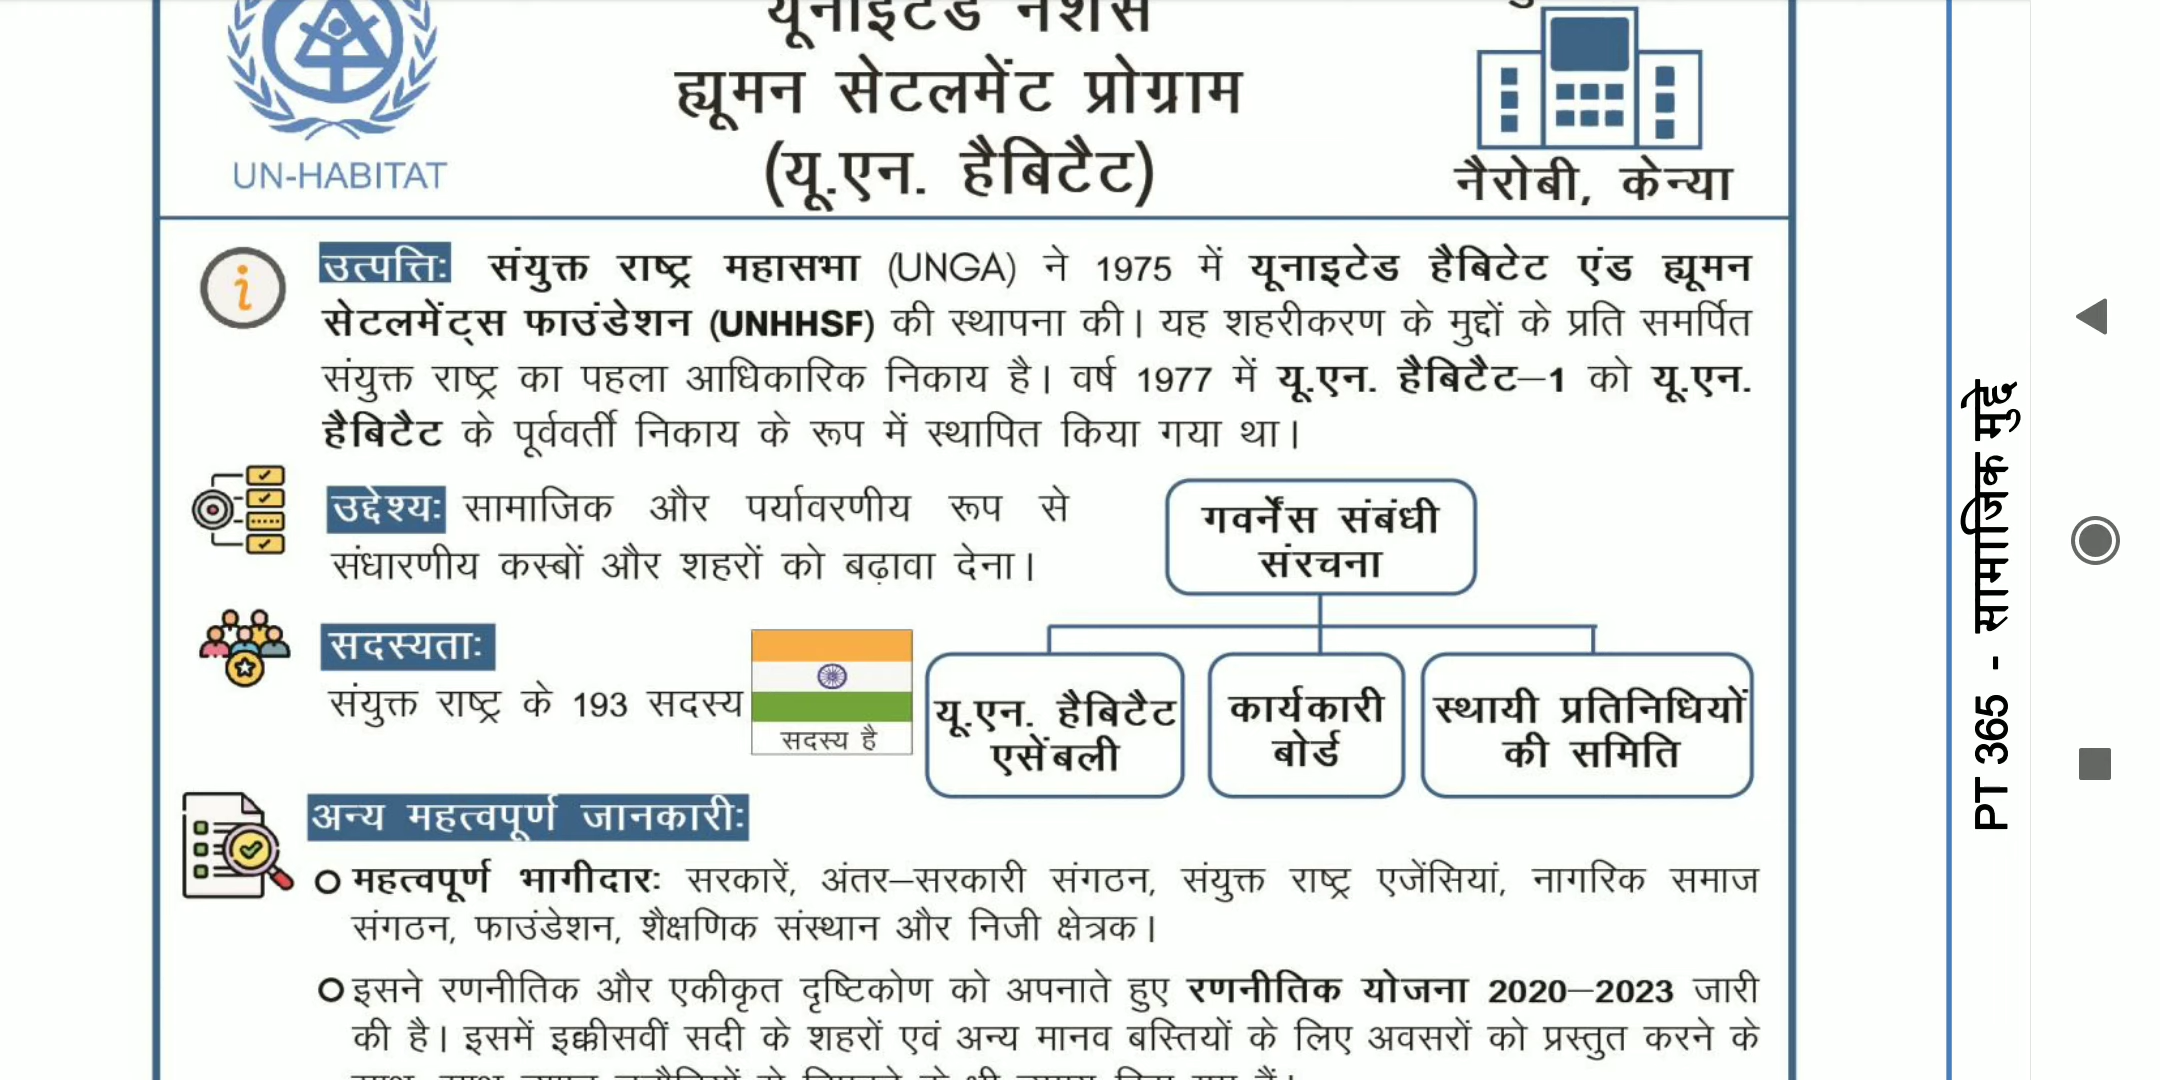 यूनाइटेड नेशंस
ह्यूमन सेटलमेंट प्रोग्राम
(यू.एन. हैबिटैट)
UN-HABITAT
नैरोबी, केन्या
उत्पत्ति: संयुक्त राष्ट्र महासभा (UNGA) ने 1975 में यूनाइटेड हैबिटेट एंड ह्यूमन
सेटलमेंट्स फाउंडेशन (UNHHSF) की स्थापना की। यह शहरीकरण के मुद्दों के प्रति समर्पित
संयुक्त राष्ट्र का पहला आधिकारिक निकाय है। वर्ष 1977 में यू.एन. हैबिटैट–1 को यू.एन.
हैबिटैट के पूर्ववर्ती निकाय के रूप में स्थापित किया गया था।
उद्देश्य: सामाजिक और पर्यावरणीय रूप से
संधारणीय कस्बों और शहरों को बढ़ावा देना।
गवर्नेंस संबंधी
संरचना
सदस्यता:
संयुक्त राष्ट्र के 193 सदस्य
सदस्य है
यू.एन. हैबिटैट
एसेंबली
कार्यकारी
बोर्ड
स्थायी प्रतिनिधियों
की समिति
अन्य महत्वपूर्ण जानकारी:
महत्वपूर्ण भागीदार: सरकारें, अंतर–सरकारी संगठन, संयुक्त राष्ट्र एजेंसियां, नागरिक समाज
संगठन, फाउंडेशन, शैक्षणिक संस्थान और निजी क्षेत्रक।
इसने रणनीतिक और एकीकृत दृष्टिकोण को अपनाते हुए रणनीतिक योजना 2020–2023 जारी
की है। इसमें इक्कीसवीं सदी के शहरों एवं अन्य मानव बस्तियों के लिए अवसरों को प्रस्तुत करने के
PT 365 - सामाजिक मुद्दे